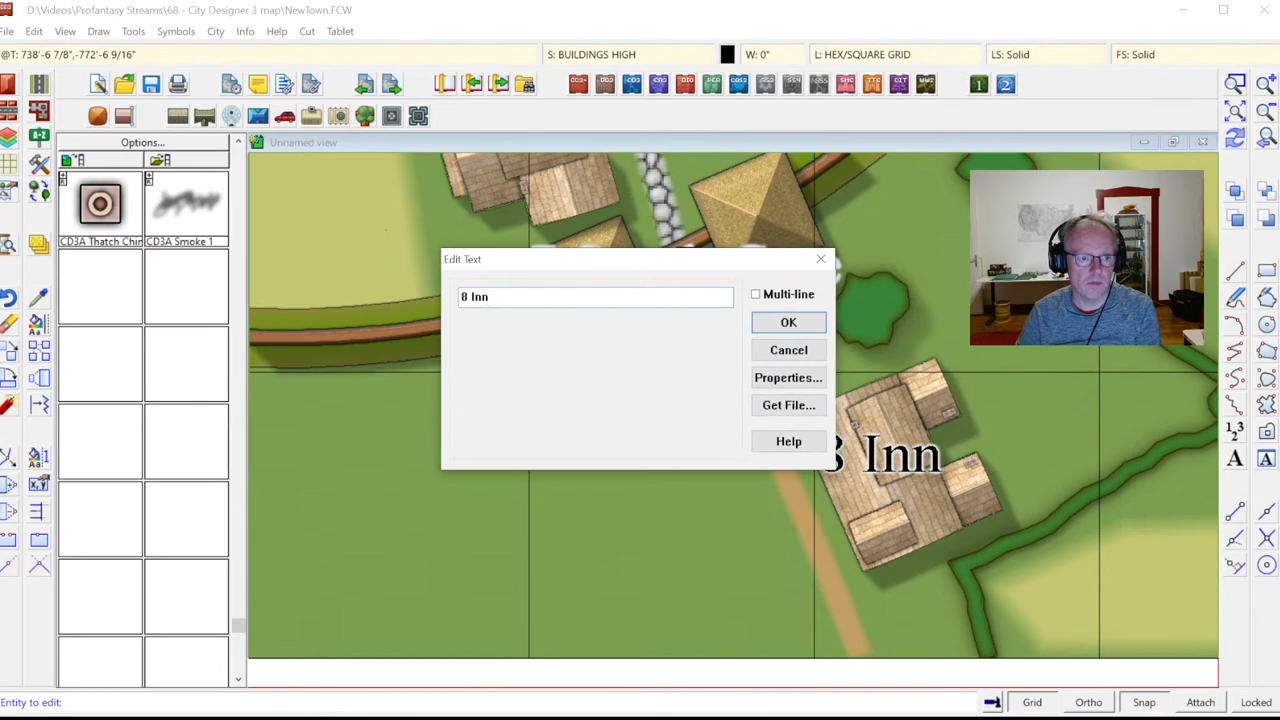 D:\Videos\Profantasy Streams\68 - City Designer 3 map\NewTown.FCW
File Edit View Draw Tools Symbols City Info Help Cut Tablet
@T: 738'-6 7/8",-772'-6 9/16" S: BUILDINGS HIGH W: 0" L: HEX/SQUARE GRID LS: Solid FS: Solid
Options...
Unnamed view
CD3A Thatch Chin CD3A Smoke 1
Edit Text
8 Inn
Multi-line
OK
Cancel
Properties...
Get File...
Help
8 Inn
Entity to edit:
Grid Ortho Snap Attach Locked